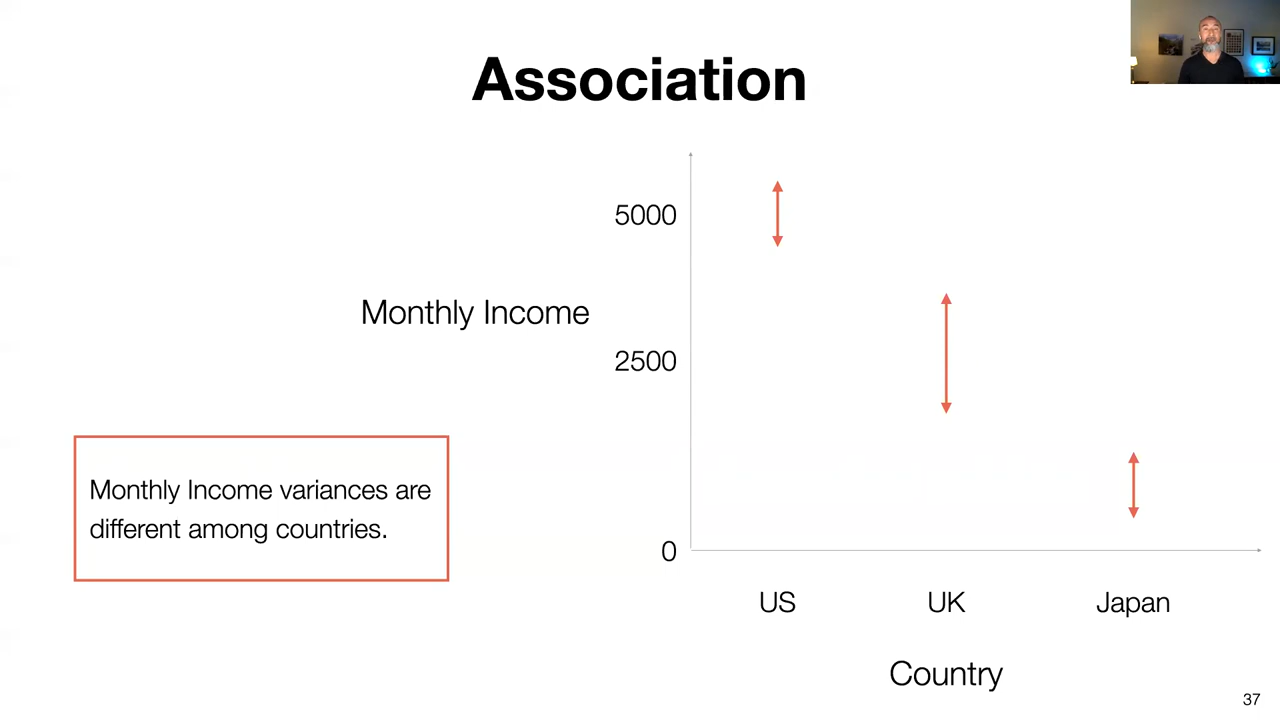 Association
5000
Monthly Income
2500
Monthly Income variances are
different among countries.
0
US
UK
Japan
Country
37